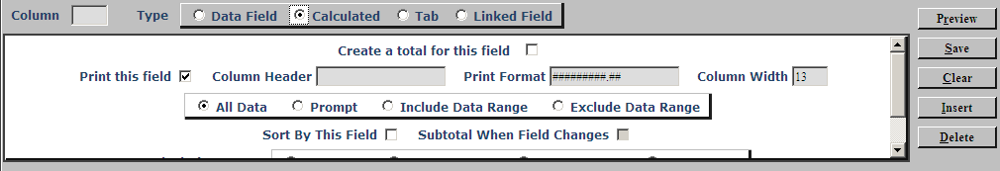 Column Type Data Field Calculated Tab Linked Field
Preview
Create a total for this field
Save
Print this field Column Header Print Format #########.## Column Width 13
Clear
All Data Prompt Include Data Range Exclude Data Range
Insert
Sort By This Field Subtotal When Field Changes
Delete